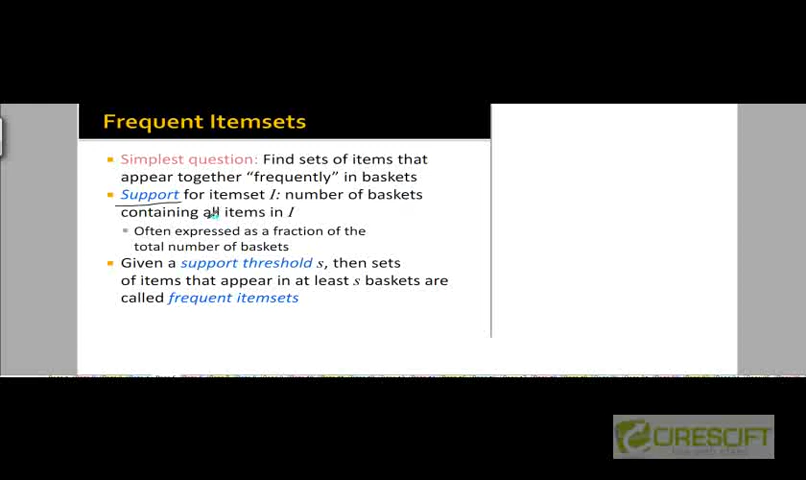 Frequent Itemsets
Simplest question: Find sets of items that
appear together “frequently” in baskets
Support for itemset I: number of baskets
containing all items in I
Often expressed as a fraction of the
total number of baskets
Given a support threshold s, then sets
of items that appear in at least s baskets are
called frequent itemsets